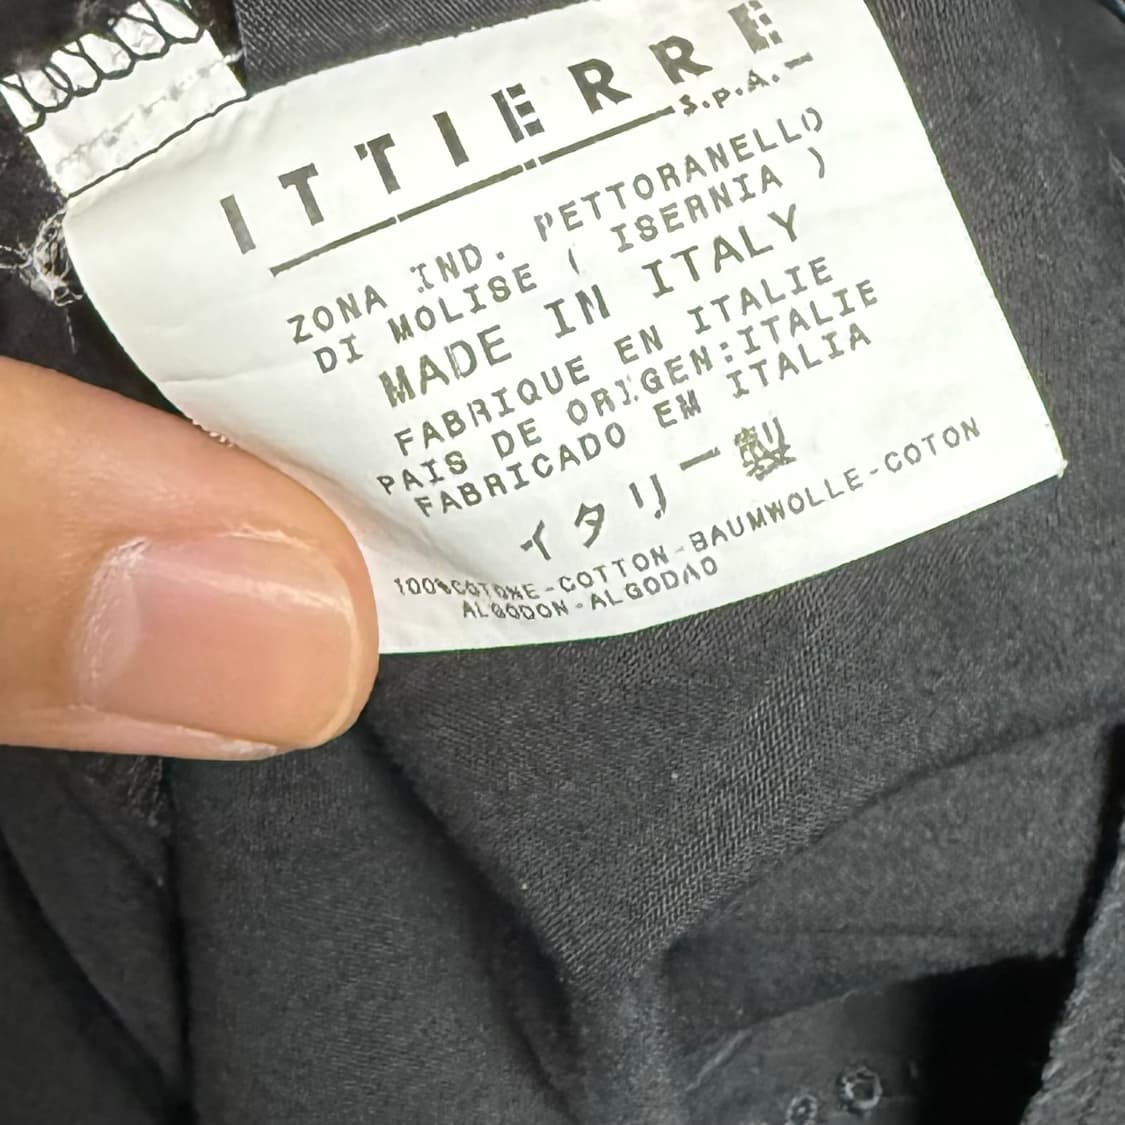 ITTIERRE
S.p.A.
ZONA IND. PETTORANELLO
DI MOLISE ( ISERNIA )
MADE IN ITALY
FABRIQUE EN ITALIE
PAIS DE ORIGEN:ITALIE
FABRICADO EM ITALIA
イタリー製
100%COTONE-COTTON-BAUMWOLLE-COTON
ALGODON-ALGODAO